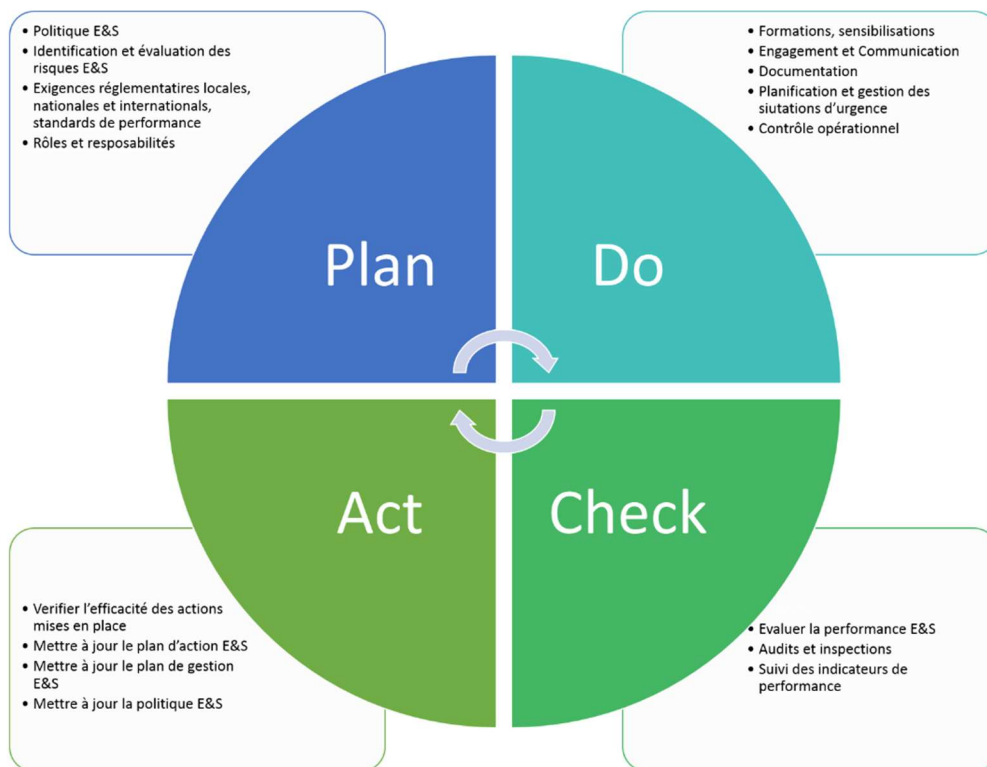 • Politique E&S
• Identification et évaluation des
risques E&S
• Exigences réglementaires locales,
nationales et internationals,
standards de performance
• Rôles et resposabilités
• Formations, sensibilisations
• Engagement et Communication
• Documentation
• Planification et gestion des
siutations d'urgence
• Contrôle opérationnel
Plan
Do
Act
Check
• Verifier l'efficacité des actions
mises en place
• Mettre à jour le plan d'action E&S
• Mettre à jour le plan de gestion
E&S
• Mettre à jour la politique E&S
• Evaluer la performance E&S
• Audits et inspections
• Suivi des indicateurs de
performance